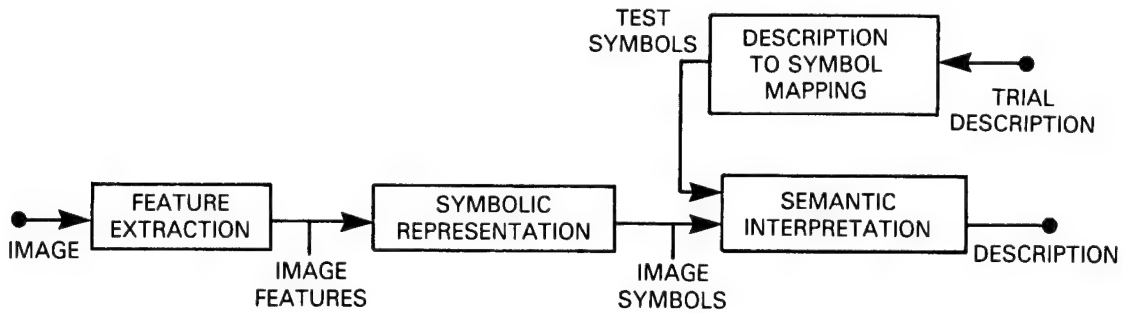 TEST
SYMBOLS
DESCRIPTION
TO SYMBOL
MAPPING
TRIAL
DESCRIPTION
IMAGE
FEATURE
EXTRACTION
IMAGE
FEATURES
SYMBOLIC
REPRESENTATION
IMAGE
SYMBOLS
SEMANTIC
INTERPRETATION
DESCRIPTION